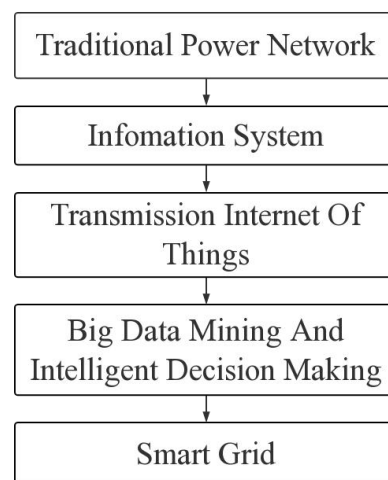 Traditional Power Network
Infomation System
Transmission Internet Of
Things
Big Data Mining And
Intelligent Decision Making
Smart Grid